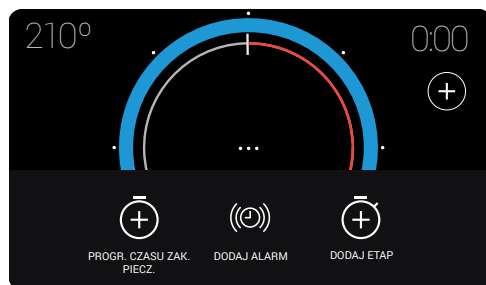 210°
0:00
PROGR. CZASU ZAK.
PIECZ.
DODAJ ALARM
DODAJ ETAP